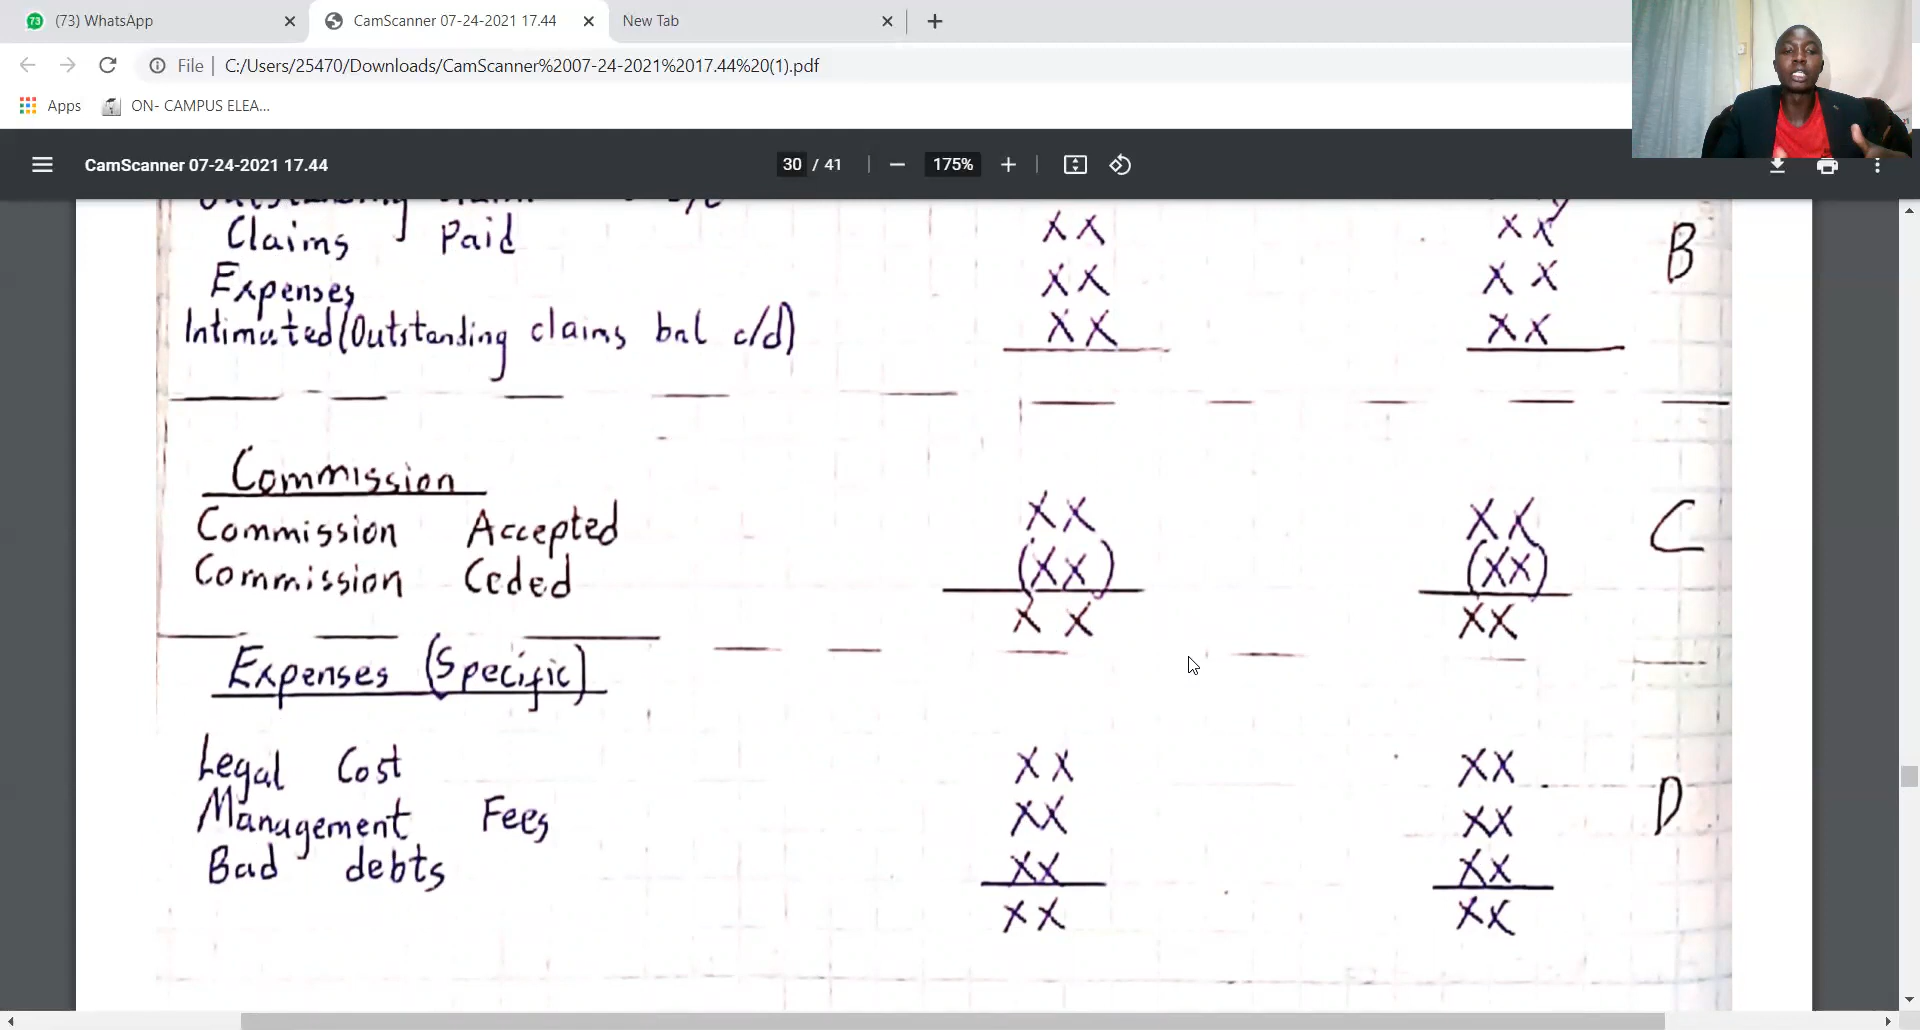 (73) WhatsApp
CamScanner 07-24-2021 17.44
New Tab
File C:/Users/25470/Downloads/CamScanner%2007-24-2021%2017.44%20(1).pdf
Apps
ON- CAMPUS ELEA...
CamScanner 07-24-2021 17.44
30 / 41
175%
Claims Paid XX XX B
Expenses XX XX
Intimated(Outstanding claims bal c/d) XX XX
Commission
Commission Accepted XX XX C
Commission Ceded (XX) (XX)
XX XX
Expenses (Specific)
Legal Cost XX XX
Management Fees XX XX D
Bad debts XX XX
XX XX